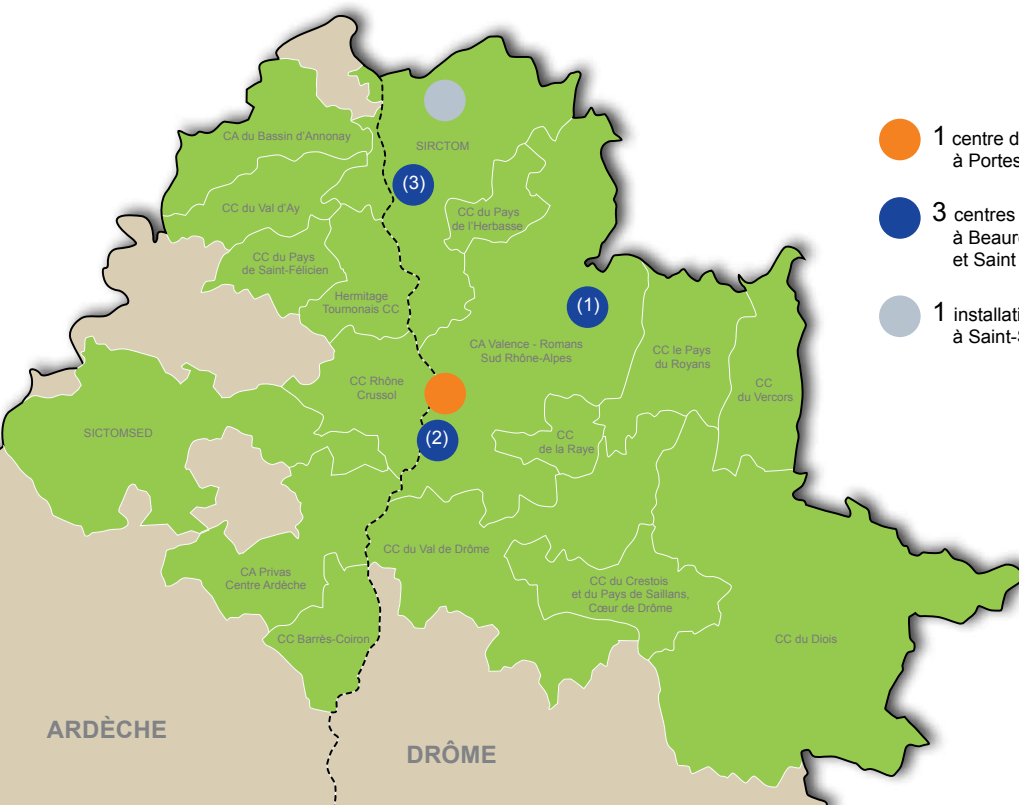 CA du Bassin d'Annonay
SIRCTOM
(3)
CC du Val d'Ay
CC du Pays
de l'Herbasse
CC du Pays
de Saint-Félicien
Hermitage
Tournonais CC
(1)
CA Valence - Romans
Sud Rhône-Alpes
CC le Pays
du Royans
CC Rhône
Crussol
CC
du Vercors
SICTOMSED
(2)
CC
de la Raye
CC du Val de Drôme
CA Privas
Centre Ardèche
CC du Crestois
et du Pays de Saillans,
Cœur de Drôme
CC Barrès-Coiron
CC du Diois
ARDÈCHE
DRÔME
1 centre d
à Portes
3 centres
à Beaur
et Saint
1 installati
à Saint-S